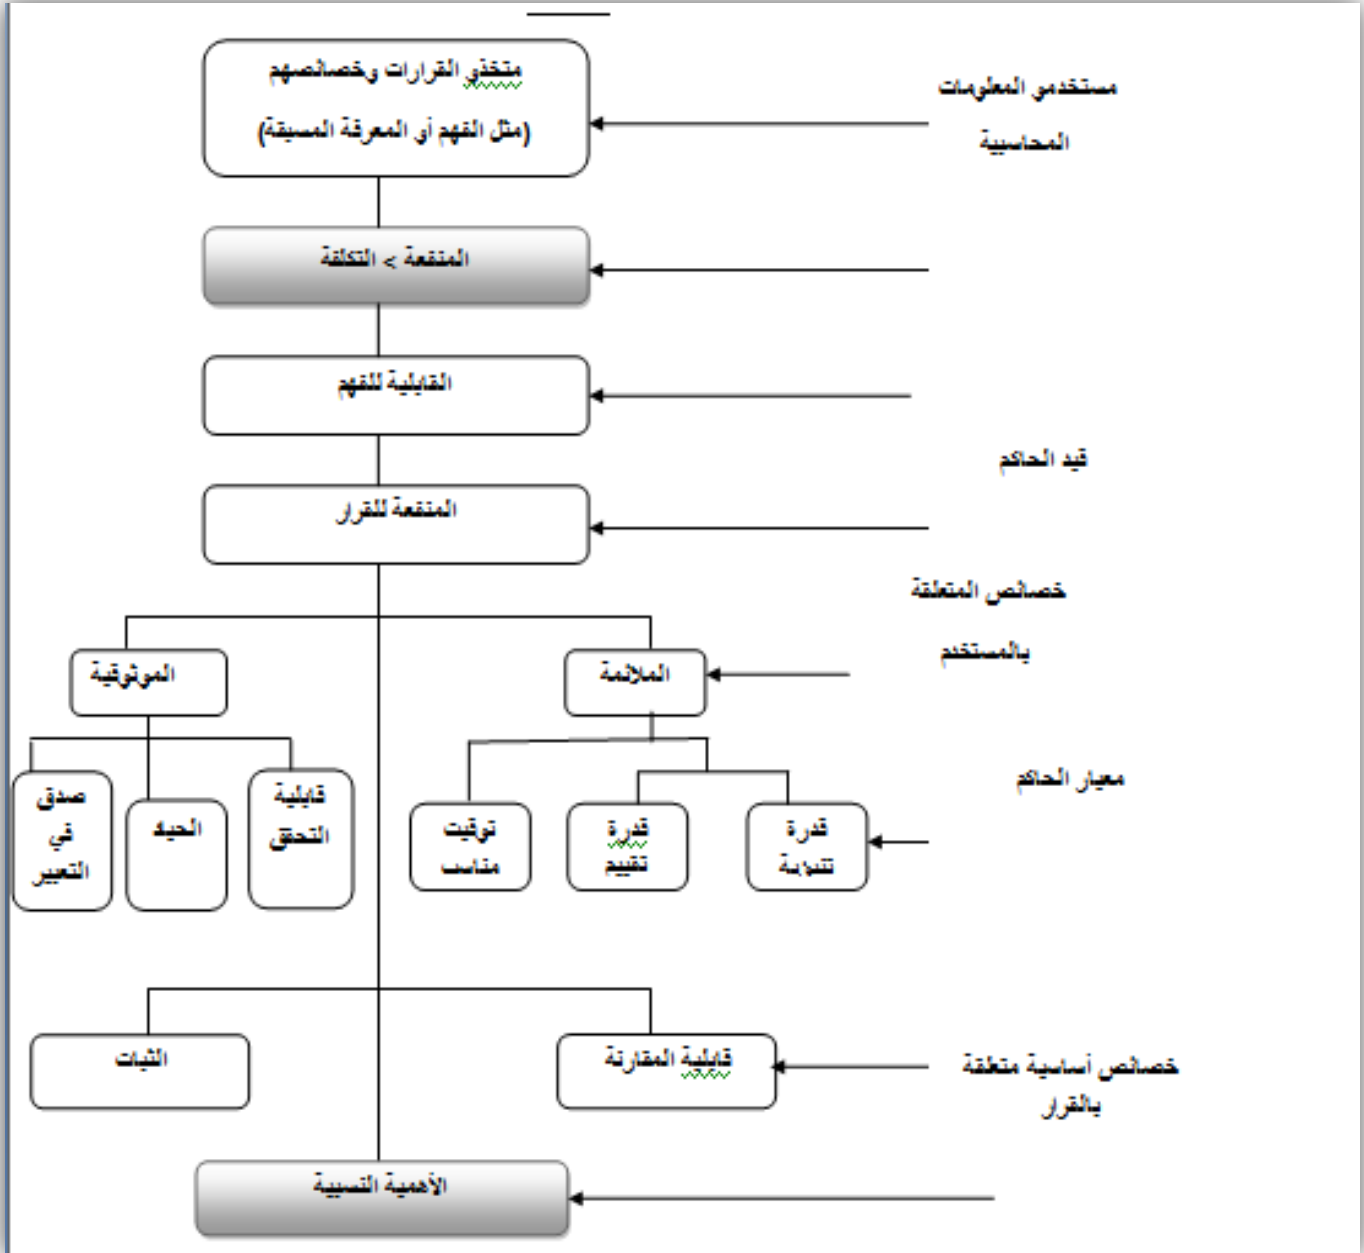 متخذو القرارات وخصائصهم
(مثل الفهم أو المعرفة المسبقة)
مستخدمو المعلومات
المحاسبية
المنفعة > التكلفة
القابلية للفهم
قيد الحاكم
المنفعة للقرار
خصائص المتعلقة
بالمستخدم
الملائمة
الموثوقية
معيار الحاكم
قدرة
تنبؤية
قدرة
تقييم
توقيت
مناسب
قابلية
التحقق
الحياد
صدق
في
التعبير
قابلية المقارنة
الثبات
خصائص أساسية متعلقة
بالقرار
الأهمية النسبية